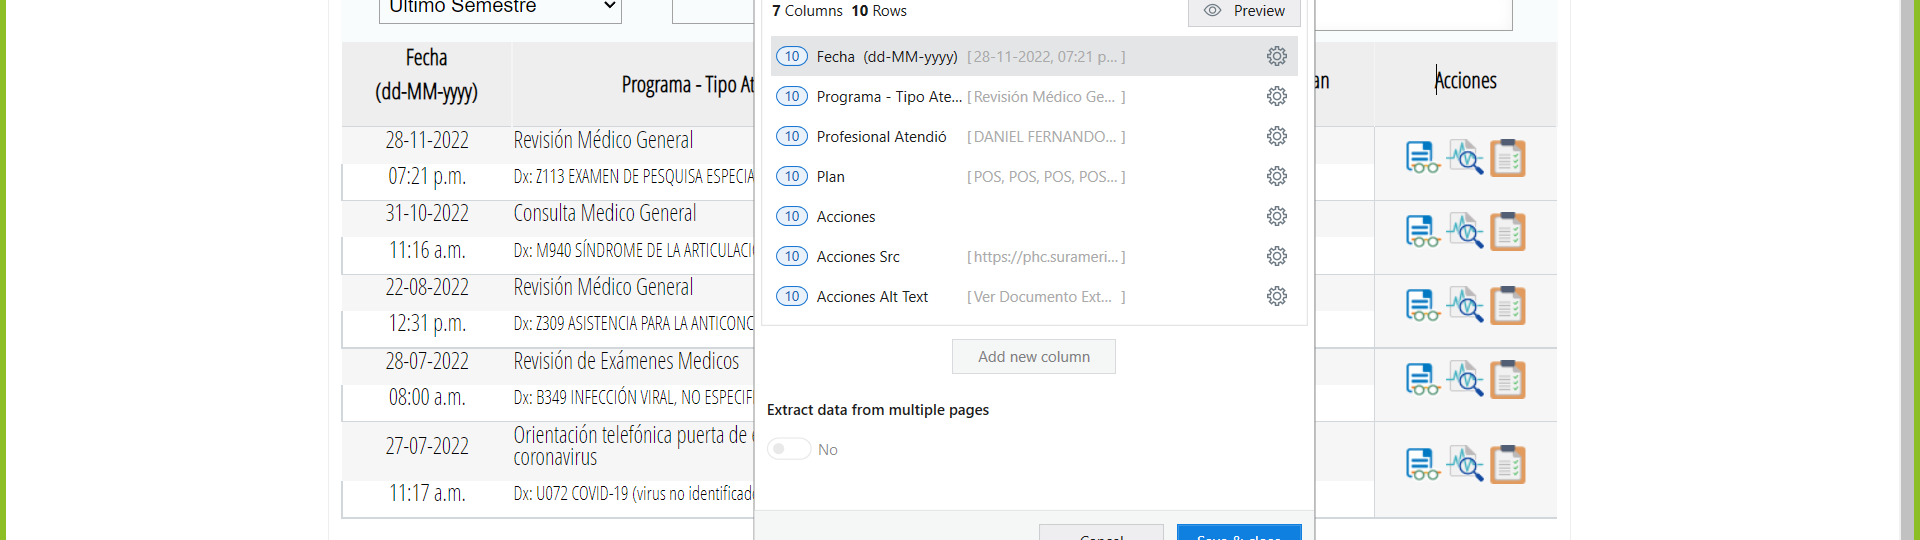 Último Semestre
Fecha
(dd-MM-yyyy)
Programa - Tipo At
an
Acciones
28-11-2022
Revisión Médico General
07:21 p.m.
Dx: Z113 EXAMEN DE PESQUISA ESPECIA
31-10-2022
Consulta Medico General
11:16 a.m.
Dx: M940 SÍNDROME DE LA ARTICULACI
22-08-2022
Revisión Médico General
12:31 p.m.
Dx: Z309 ASISTENCIA PARA LA ANTICONC
28-07-2022
Revisión de Exámenes Medicos
08:00 a.m.
Dx: B349 INFECCIÓN VIRAL, NO ESPECIF
27-07-2022
Orientación telefónica puerta de
coronavirus
11:17 a.m.
Dx: U072 COVID-19 (virus no identificad
7 Columns 10 Rows
Preview
10 Fecha (dd-MM-yyyy) [28-11-2022, 07:21 p... ]
10 Programa - Tipo Ate... [Revisión Médico Ge... ]
10 Profesional Atendió [DANIEL FERNANDO... ]
10 Plan [POS, POS, POS, POS... ]
10 Acciones
10 Acciones Src [https://phc.surameri... ]
10 Acciones Alt Text [Ver Documento Ext... ]
Add new column
Extract data from multiple pages
No
Cancel
Save & close